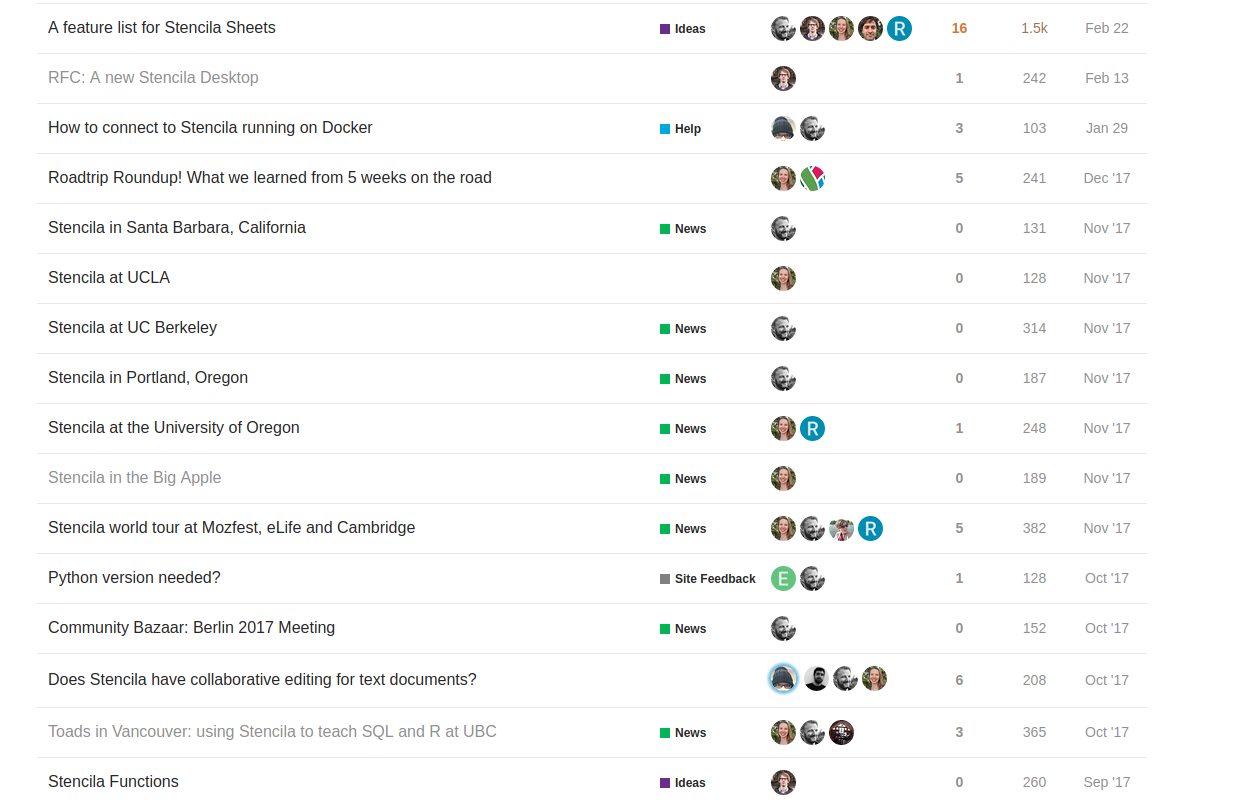 A feature list for Stencila Sheets Ideas R 16 1.5k Feb 22
RFC: A new Stencila Desktop 1 242 Feb 13
How to connect to Stencila running on Docker Help 3 103 Jan 29
Roadtrip Roundup! What we learned from 5 weeks on the road 5 241 Dec '17
Stencila in Santa Barbara, California News 0 131 Nov '17
Stencila at UCLA 0 128 Nov '17
Stencila at UC Berkeley News 0 314 Nov '17
Stencila in Portland, Oregon News 0 187 Nov '17
Stencila at the University of Oregon News R 1 248 Nov '17
Stencila in the Big Apple News 0 189 Nov '17
Stencila world tour at Mozfest, eLife and Cambridge News R 5 382 Nov '17
Python version needed? Site Feedback E 1 128 Oct '17
Community Bazaar: Berlin 2017 Meeting News 0 152 Oct '17
Does Stencila have collaborative editing for text documents? 6 208 Oct '17
Toads in Vancouver: using Stencila to teach SQL and R at UBC News 3 365 Oct '17
Stencila Functions Ideas 0 260 Sep '17